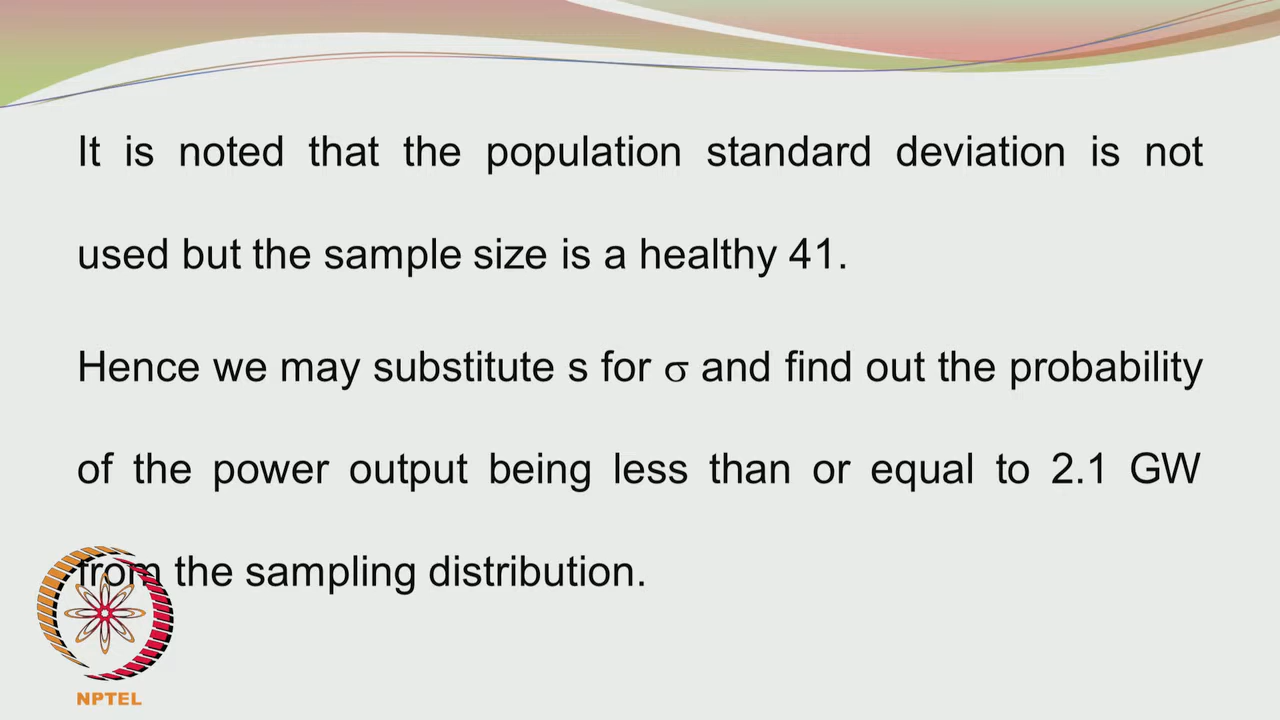 It is noted that the population standard deviation is not
used but the sample size is a healthy 41.
Hence we may substitute s for σ and find out the probability
of the power output being less than or equal to 2.1 GW
from the sampling distribution.
NPTEL